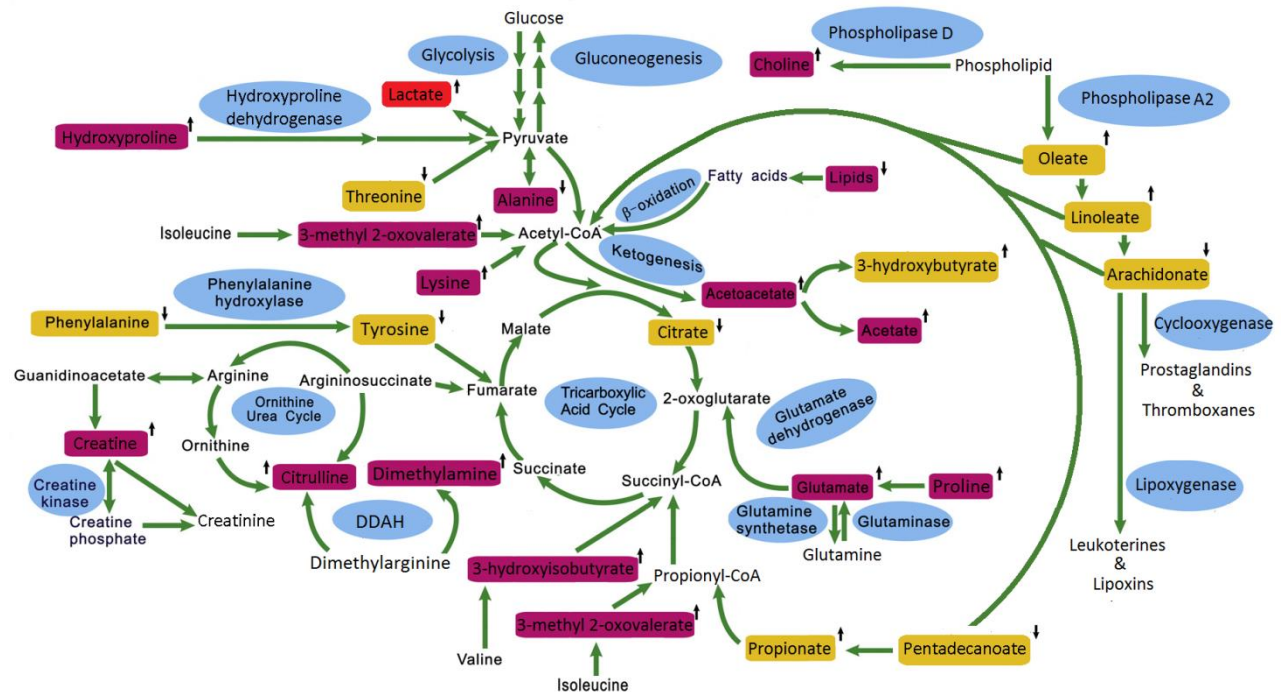 Glucose
Glycolysis
Gluconeogenesis
Phospholipase D
Choline
Phospholipid
Hydroxyproline
dehydrogenase
Lactate
Phospholipase A2
Hydroxyproline
Pyruvate
Oleate
Threonine
Alanine
β-oxidation
Fatty acids
Lipids
Linoleate
Isoleucine
3-methyl 2-oxovalerate
Acetyl-CoA
Ketogenesis
3-hydroxybutyrate
Arachidonate
Lysine
Acetoacetate
Phenylalanine
hydroxylase
Phenylalanine
Tyrosine
Malate
Citrate
Acetate
Cyclooxygenase
Guanidinoacetate
Arginine
Argininosuccinate
Fumarate
Tricarboxylic
Acid Cycle
2-oxoglutarate
Glutamate
dehydrogenase
Prostaglandins
&
Thromboxanes
Ornithine
Urea Cycle
Creatine
Ornithine
Citrulline
Dimethylamine
Succinate
Succinyl-CoA
Glutamate
Proline
Lipoxygenase
Creatine
kinase
Creatine
phosphate
Creatinine
DDAH
Glutamine
synthetase
Glutaminase
Glutamine
Dimethylarginine
Leukoterines
&
Lipoxins
3-hydroxyisobutyrate
Propionyl-CoA
3-methyl 2-oxovalerate
Valine
Isoleucine
Propionate
Pentadecanoate